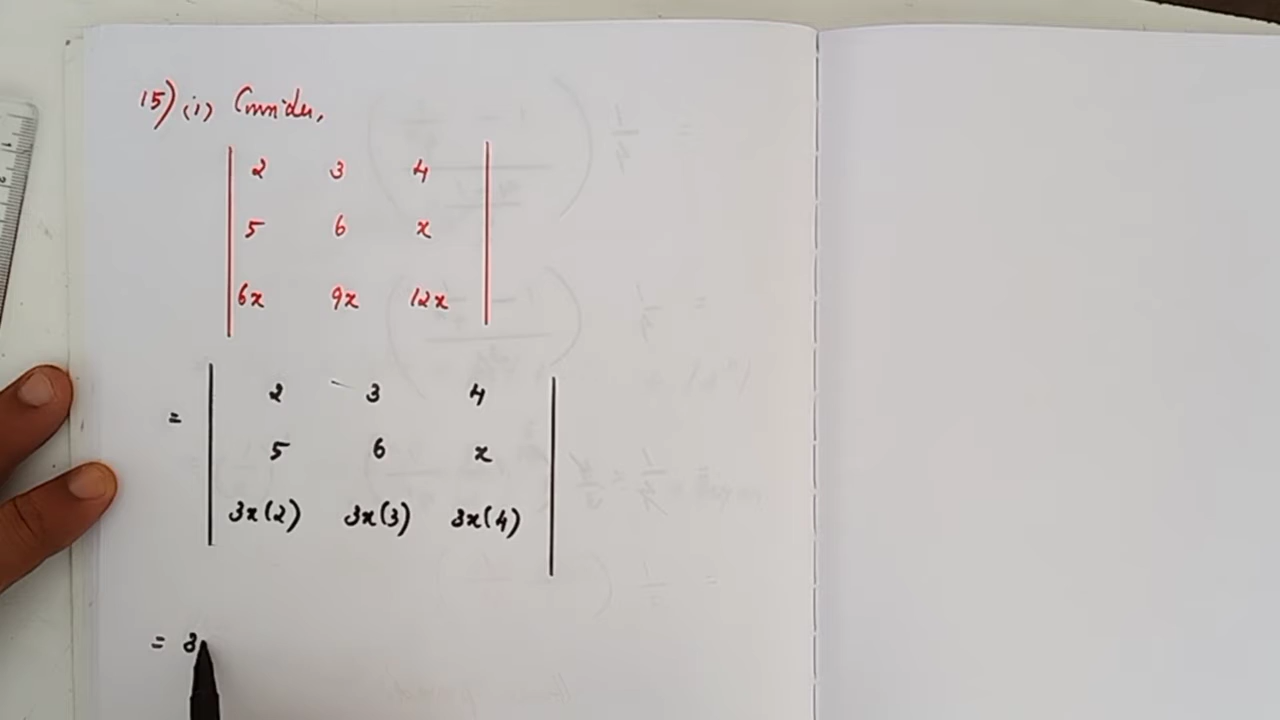 15) (i) Consider,
2 3 4
5 6 x
6x 9x 12x
= 2 3 4
5 6 x
3x(2) 3x(3) 3x(4)
= 3